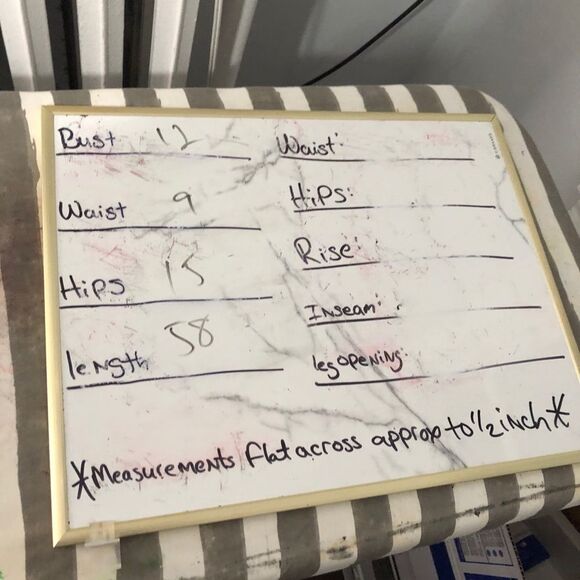 Bust 12
Waist 9
Hips 15
length 58
Waist:
Hips:
Rise:
Inseam:
leg opening:
*Measurements flat across approp to 1/2 inch*